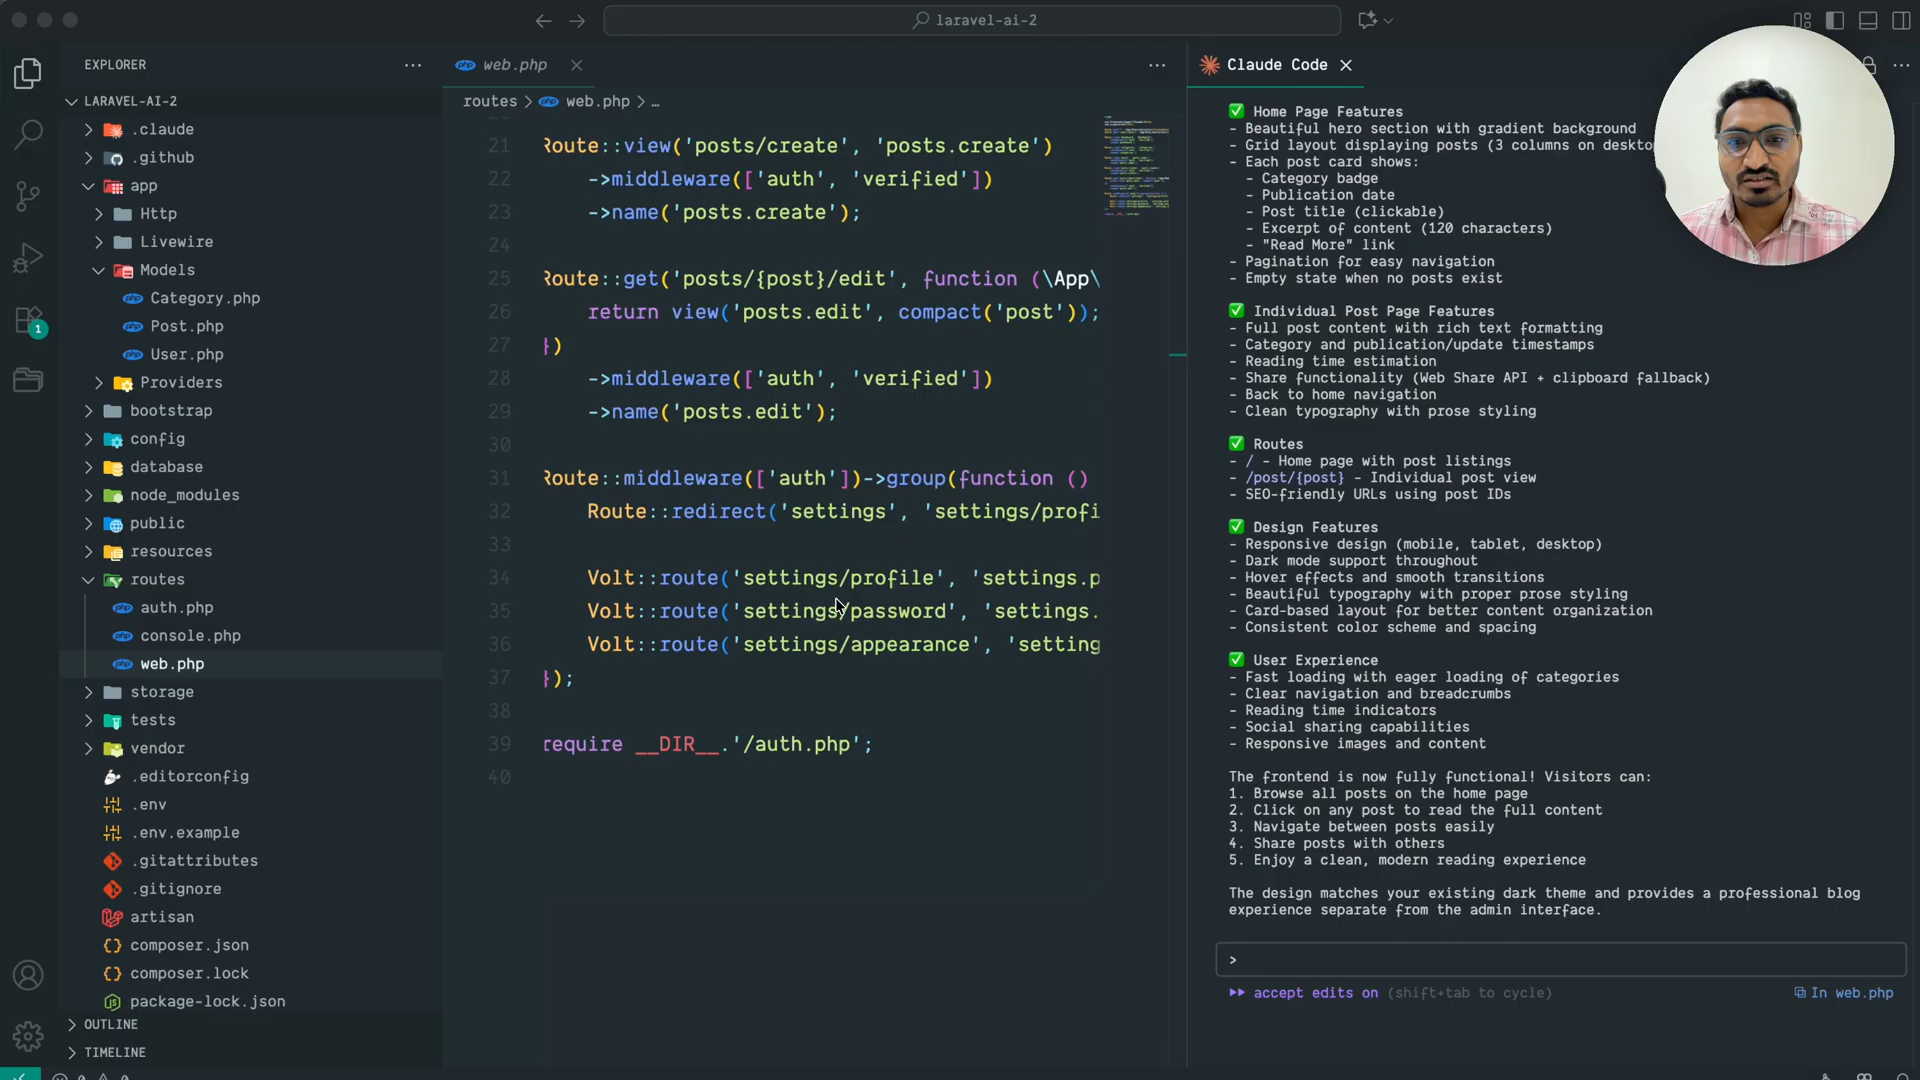 laravel-ai-2
EXPLORER
LARAVEL-AI-2
.claude
.github
app
Http
Livewire
Models
Category.php
Post.php
User.php
Providers
bootstrap
config
database
node_modules
public
resources
routes
auth.php
console.php
web.php
storage
tests
vendor
.editorconfig
.env
.env.example
.gitattributes
.gitignore
artisan
composer.json
composer.lock
package-lock.json
OUTLINE
TIMELINE
1
web.php
routes > web.php > …
21 Route::view('posts/create', 'posts.create')
22 ->middleware(['auth', 'verified'])
23 ->name('posts.create');
24
25 Route::get('posts/{post}/edit', function (\App\
26 return view('posts.edit', compact('post'));
27 })
28 ->middleware(['auth', 'verified'])
29 ->name('posts.edit');
30
31 Route::middleware(['auth'])->group(function ()
32 Route::redirect('settings', 'settings/profi
33
34 Volt::route('settings/profile', 'settings.p
35 Volt::route('settings/password', 'settings.
36 Volt::route('settings/appearance', 'setting
37 });
38
39 require __DIR__.'/auth.php';
40
Claude Code
✅ Home Page Features
- Beautiful hero section with gradient background
- Grid layout displaying posts (3 columns on deskto
- Each post card shows:
- Category badge
- Publication date
- Post title (clickable)
- Excerpt of content (120 characters)
- "Read More" link
- Pagination for easy navigation
- Empty state when no posts exist
✅ Individual Post Page Features
- Full post content with rich text formatting
- Category and publication/update timestamps
- Reading time estimation
- Share functionality (Web Share API + clipboard fallback)
- Back to home navigation
- Clean typography with prose styling
✅ Routes
- / - Home page with post listings
- /post/{post} - Individual post view
- SEO-friendly URLs using post IDs
✅ Design Features
- Responsive design (mobile, tablet, desktop)
- Dark mode support throughout
- Hover effects and smooth transitions
- Beautiful typography with proper prose styling
- Card-based layout for better content organization
- Consistent color scheme and spacing
✅ User Experience
- Fast loading with eager loading of categories
- Clear navigation and breadcrumbs
- Reading time indicators
- Social sharing capabilities
- Responsive images and content
The frontend is now fully functional! Visitors can:
1. Browse all posts on the home page
2. Click on any post to read the full content
3. Navigate between posts easily
4. Share posts with others
5. Enjoy a clean, modern reading experience
The design matches your existing dark theme and provides a professional blog
experience separate from the admin interface.
>
accept edits on (shift+tab to cycle)
In web.php